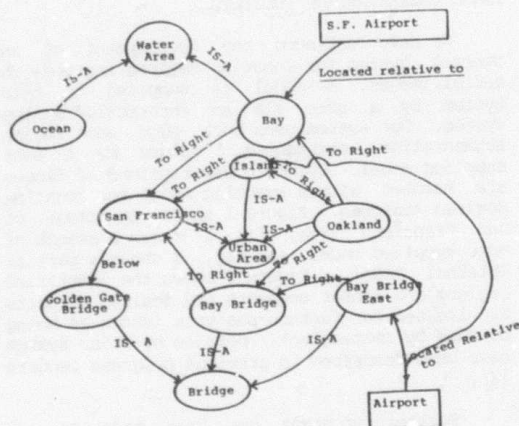 S.F. Airport
Water
Area
IS-A
IS-A
Located relative to
Ocean
Bay
To Right
Island
To Right
To Right
To Right
IS-A
San Francisco
IS-A
IS-A
Oakland
Urban
Area
Below
To Right
To Right
To Right
Golden Gate
Bridge
Bay Bridge
Bay Bridge
East
IS- A
IS-A
IS-A
Located Relative
to
Bridge
Airport